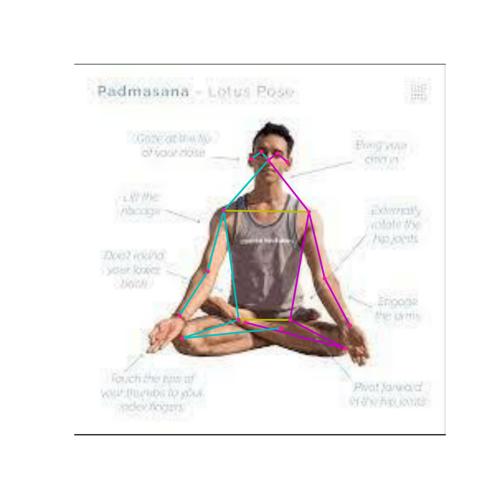 Padmasana - Lotus Pose
Gaze at the tip
of your nose
Bring your
chin in
Lift the
ribcage
Externally
rotate the
hip joints
Don't round
your lower
back
Engage
the arms
Touch the tips of
your thumbs to your
index fingers
Pivot forward
in the hip joints